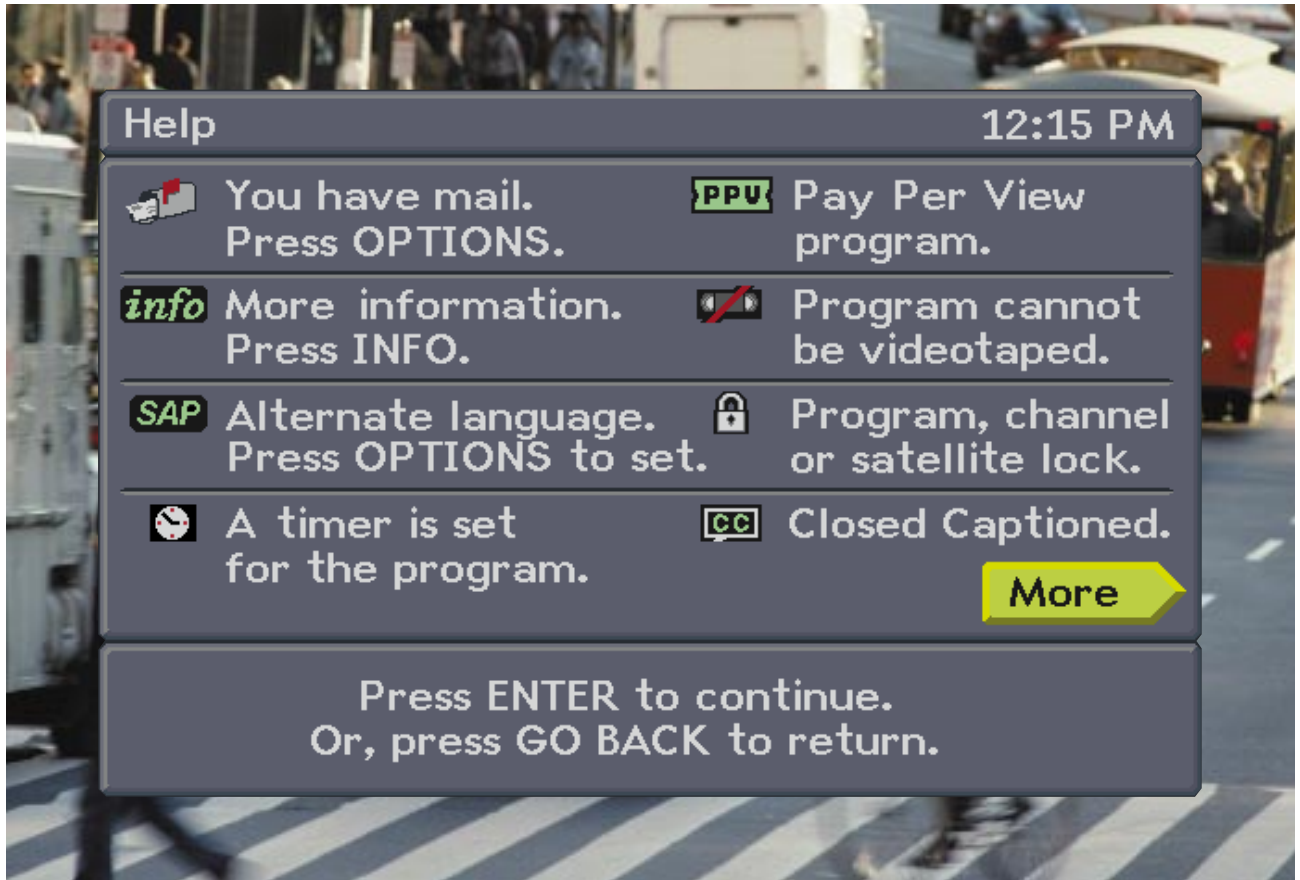 Help
12:15 PM
You have mail.
Press OPTIONS.
PPV
Pay Per View
program.
info
More information.
Press INFO.
Program cannot
be videotaped.
SAP
Alternate language.
Press OPTIONS to set.
Program, channel
or satellite lock.
A timer is set
for the program.
CC
Closed Captioned.
More
Press ENTER to continue.
Or, press GO BACK to return.